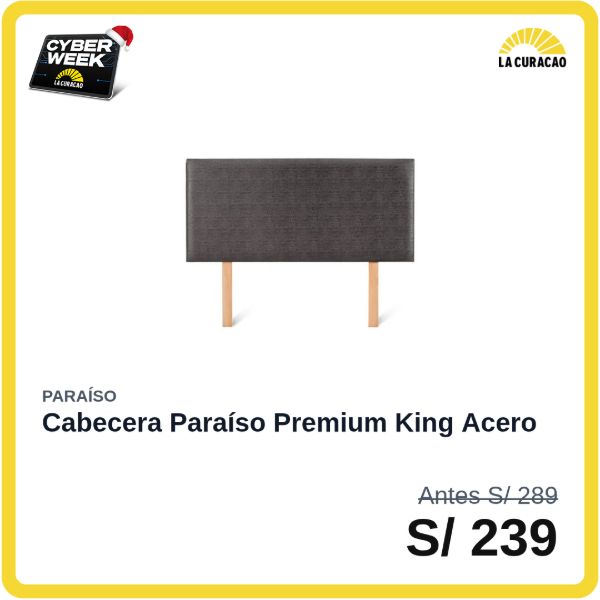 CYBER
WEEK
LA CURACAO
LA CURACAO
PARAÍSO
Cabecera Paraíso Premium King Acero
Antes S/ 289
S/ 239